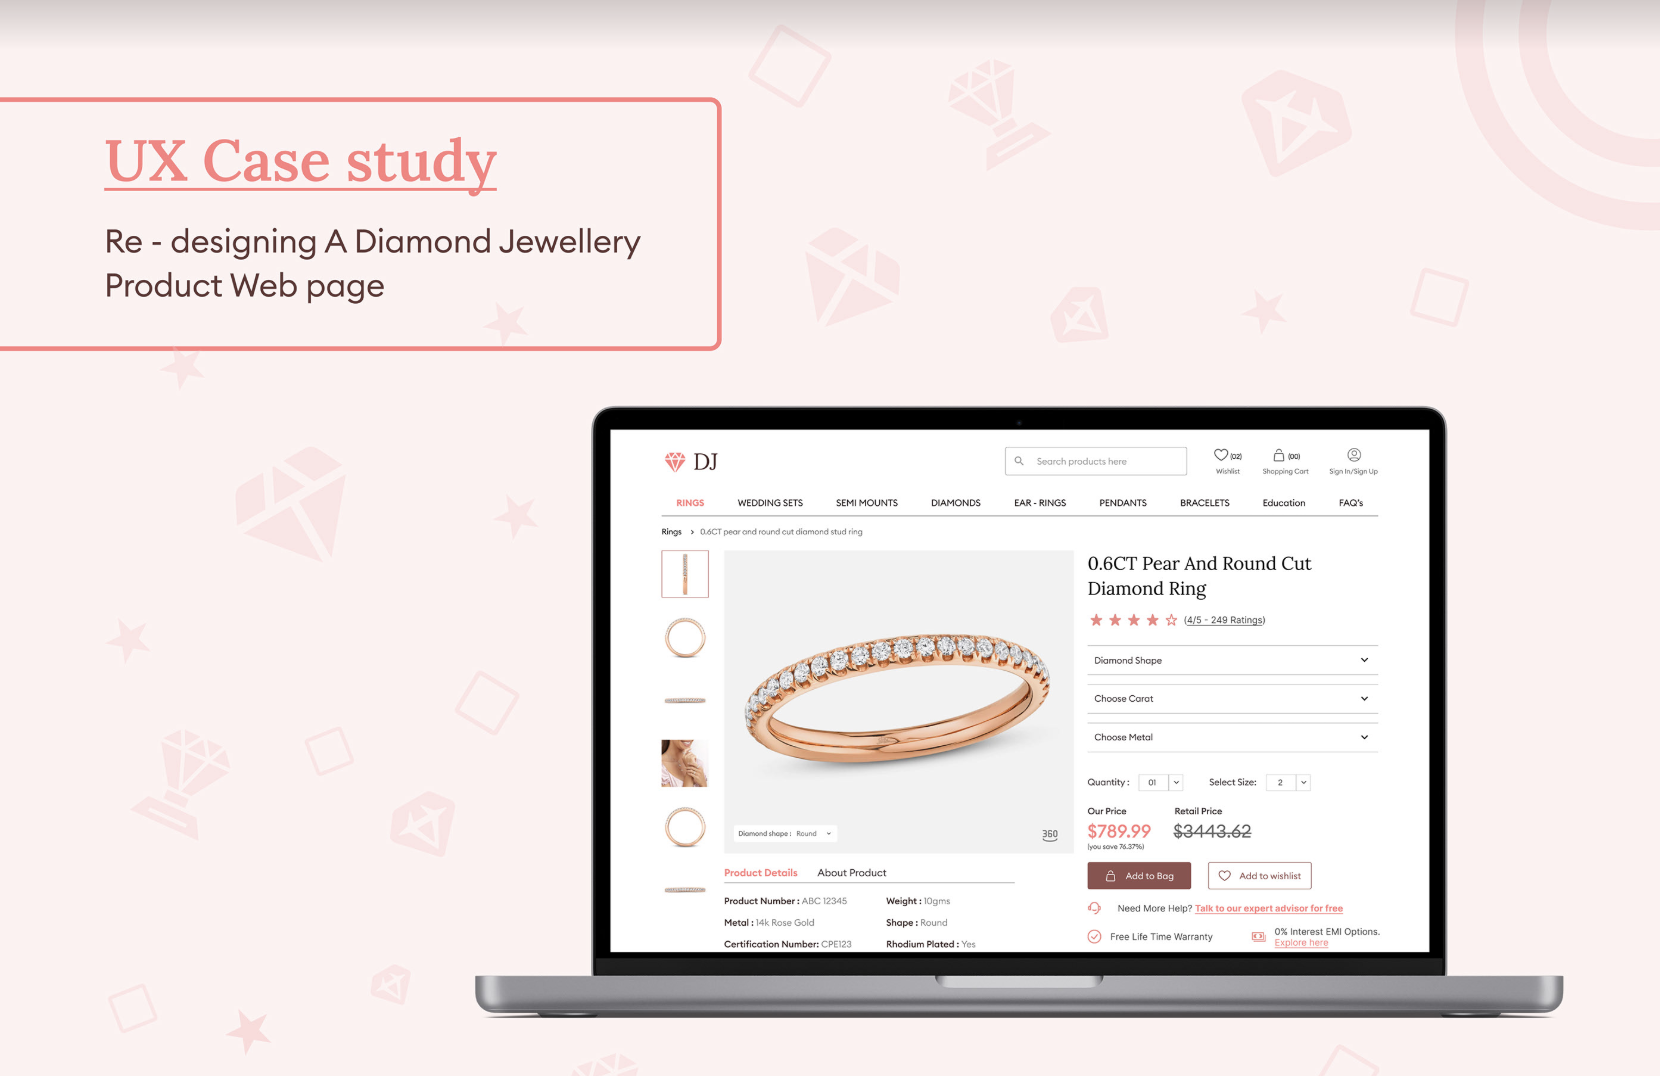 UX Case study
Re - designing A Diamond Jewellery
Product Web page
DJ
Search products here
(02)
Wishlist
(00)
Shopping Cart
Sign In/Sign Up
RINGS
WEDDING SETS
SEMI MOUNTS
DIAMONDS
EAR - RINGS
PENDANTS
BRACELETS
Education
FAQ's
Rings > 0.6CT pear and round cut diamond stud ring
0.6CT Pear And Round Cut
Diamond Ring
(4/5 - 249 Ratings)
Diamond Shape
Choose Carat
Choose Metal
Quantity : 01
Select Size: 2
Our Price
Retail Price
$789.99
$3443.62
(you save 76.37%)
Add to Bag
Add to wishlist
Need More Help? Talk to our expert advisor for free
Free Life Time Warranty
0% Interest EMI Options.
Explore here
Diamond shape : Round
360
Product Details
About Product
Product Number : ABC 12345
Weight : 10gms
Metal : 14k Rose Gold
Shape : Round
Certification Number: CPE123
Rhodium Plated : Yes